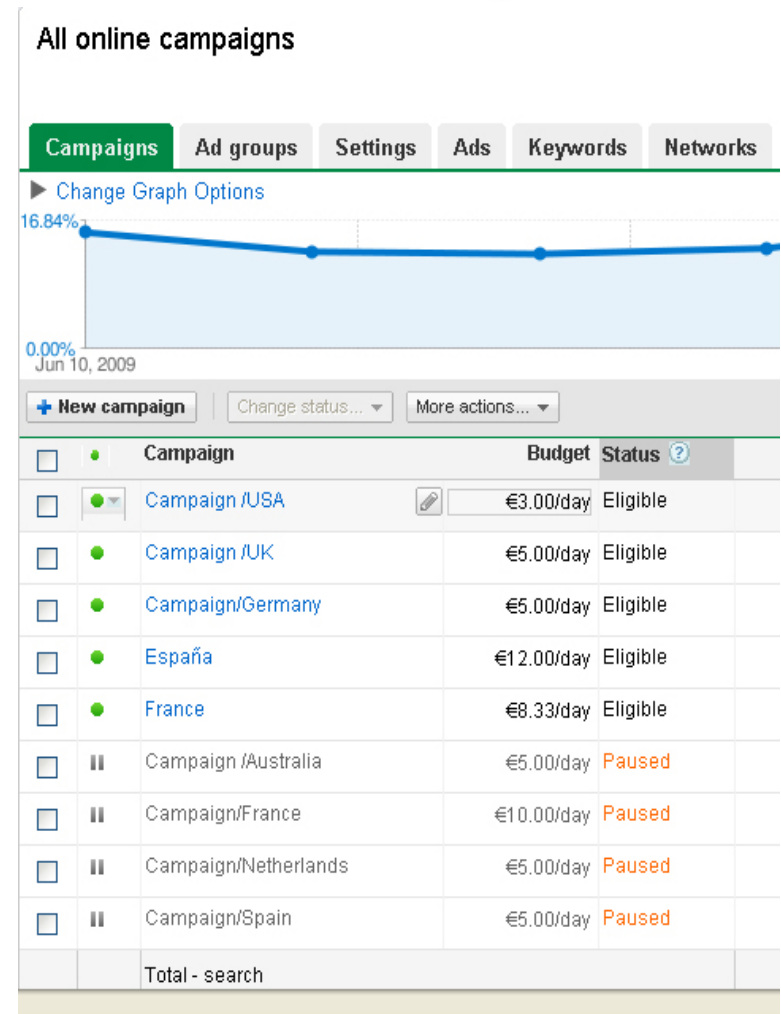 All online campaigns
Campaigns Ad groups Settings Ads Keywords Networks
Change Graph Options
16.84%
0.00%
Jun 10, 2009
New campaign Change status... More actions...
Campaign Budget Status ?
Campaign /USA €3.00/day Eligible
Campaign /UK €5.00/day Eligible
Campaign/Germany €5.00/day Eligible
España €12.00/day Eligible
France €8.33/day Eligible
Campaign /Australia €5.00/day Paused
Campaign/France €10.00/day Paused
Campaign/Netherlands €5.00/day Paused
Campaign/Spain €5.00/day Paused
Total - search